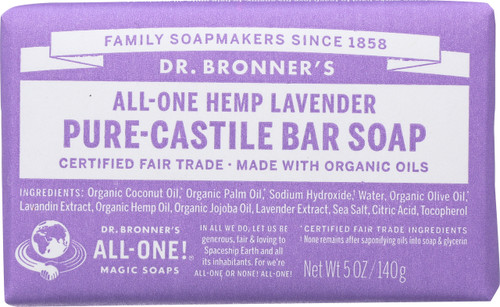 FAMILY SOAPMAKERS SINCE 1858
DR. BRONNER'S
ALL-ONE HEMP LAVENDER
PURE-CASTILE BAR SOAP
CERTIFIED FAIR TRADE · MADE WITH ORGANIC OILS
INGREDIENTS: Organic Coconut Oil,* Organic Palm Oil,* Sodium Hydroxide,† Water, Organic Olive Oil,*
Lavandin Extract, Organic Hemp Oil, Organic Jojoba Oil, Lavender Extract, Sea Salt, Citric Acid, Tocopherol
DR. BRONNER'S
ALL-ONE!®
MAGIC SOAPS
IN ALL WE DO, LET US BE
generous, fair & loving to
Spaceship Earth and all
its inhabitants. For we're
ALL-ONE OR NONE! ALL-ONE!
*CERTIFIED FAIR TRADE INGREDIENTS
† None remains after saponifying oils into soap & glycerin
Net Wt 5 OZ/140g